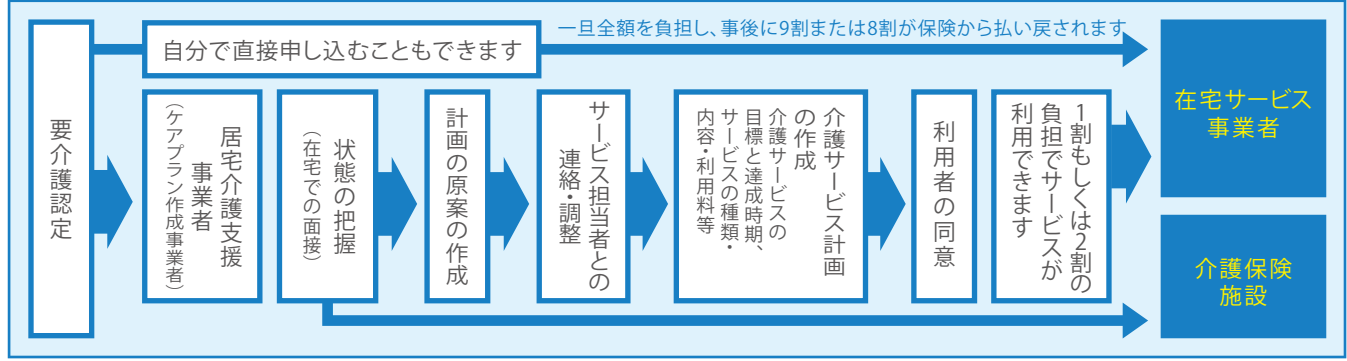 要介護認定
自分で直接申し込むこともできます
一旦全額を負担し、事後に9割または8割が保険から払い戻されます
居宅介護支援
事業者
（ケアプラン作成事業者）
状態の把握
（在宅での面接）
計画の原案の作成
サービス担当者との
連絡・調整
介護サービス計画
の作成
介護サービスの
目標と達成時期、
サービスの種類・
内容・利用料等
利用者の同意
1割もしくは2割の
負担でサービスが
利用できます
在宅サービス
事業者
介護保険
施設